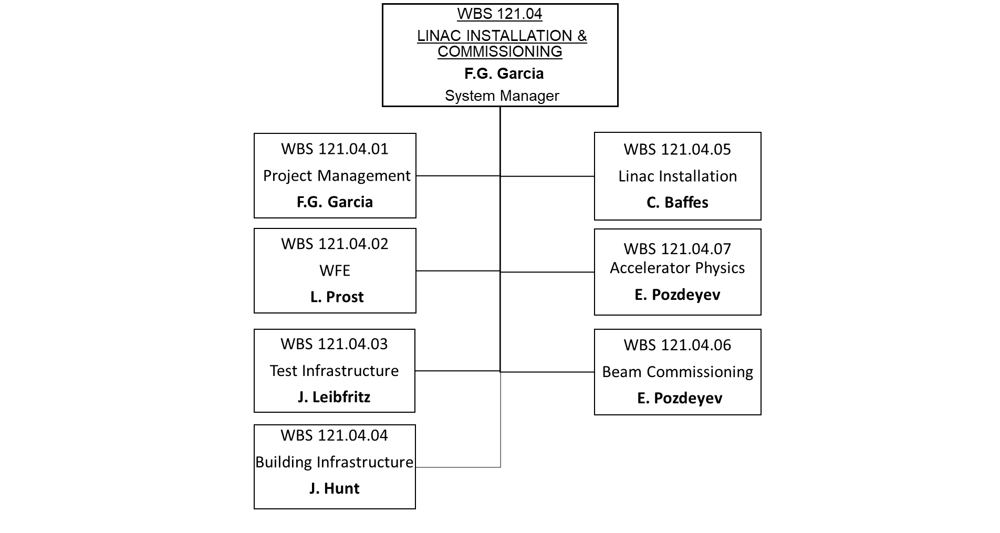 WBS 121.04
LINAC INSTALLATION &
COMMISSIONING
F.G. Garcia
System Manager
WBS 121.04.01
Project Management
F.G. Garcia
WBS 121.04.02
WFE
L. Prost
WBS 121.04.03
Test Infrastructure
J. Leibfritz
WBS 121.04.04
Building Infrastructure
J. Hunt
WBS 121.04.05
Linac Installation
C. Baffes
WBS 121.04.07
Accelerator Physics
E. Pozdeyev
WBS 121.04.06
Beam Commissioning
E. Pozdeyev